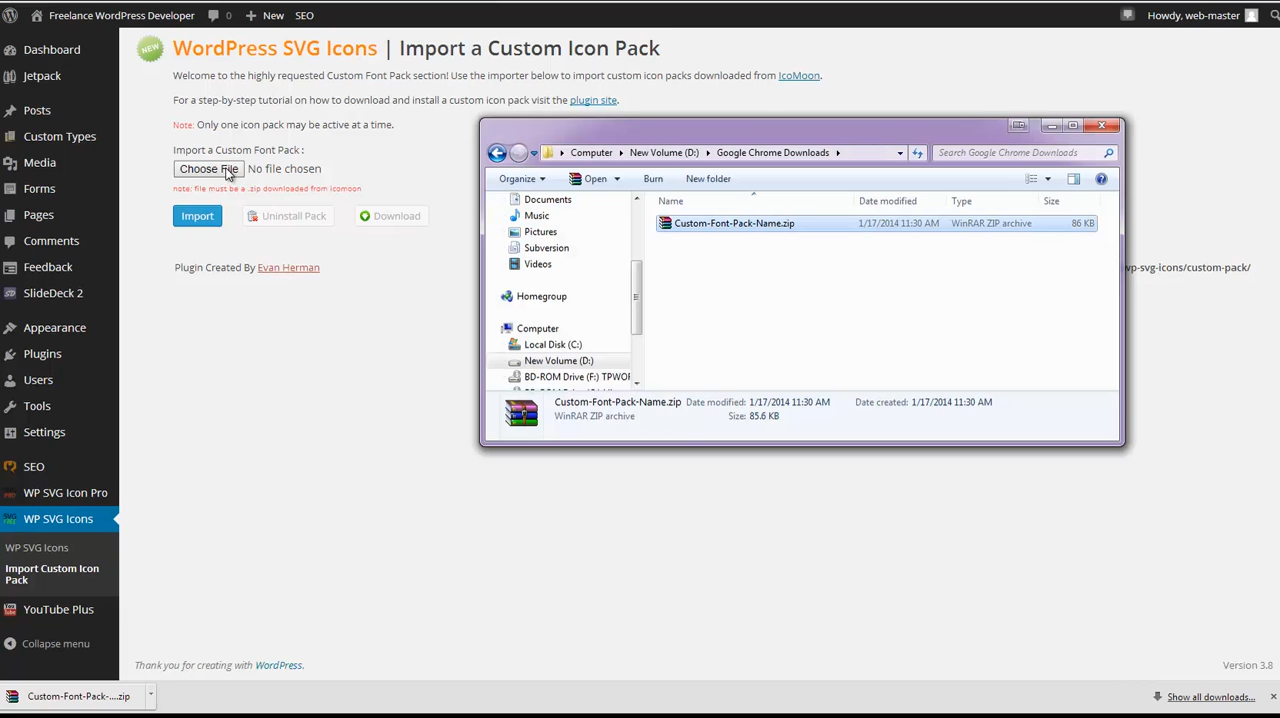 Freelance WordPress Developer 0 New SEO Howdy, web-master
Dashboard
Jetpack
Posts
Custom Types
Media
Forms
Pages
Comments
Feedback
SlideDeck 2
Appearance
Plugins
Users
Tools
Settings
SEO
WP SVG Icon Pro
WP SVG Icons
WP SVG Icons
Import Custom Icon
Pack
YouTube Plus
Collapse menu
NEW
WordPress SVG Icons | Import a Custom Icon Pack
Welcome to the highly requested Custom Font Pack section! Use the importer below to import custom icon packs downloaded from IcoMoon.
For a step-by-step tutorial on how to download and install a custom icon pack visit the plugin site.
Note: Only one icon pack may be active at a time.
Import a Custom Font Pack :
Choose File No file chosen
note: file must be a .zip downloaded from icomoon
Import Uninstall Pack Download
Plugin Created By Evan Herman
wp-svg-icons/custom-pack/
Computer New Volume (D:) Google Chrome Downloads Search Google Chrome Downloads
Organize Open Burn New folder
Documents
Music
Pictures
Subversion
Videos
Homegroup
Computer
Local Disk (C:)
New Volume (D:)
BD-ROM Drive (F:) TPWOF
Name Date modified Type Size
Custom-Font-Pack-Name.zip 1/17/2014 11:30 AM WinRAR ZIP archive 86 KB
Custom-Font-Pack-Name.zip Date modified: 1/17/2014 11:30 AM Date created: 1/17/2014 11:30 AM
WinRAR ZIP archive Size: 85.6 KB
Thank you for creating with WordPress. Version 3.8
Custom-Font-Pack-....zip Show all downloads...